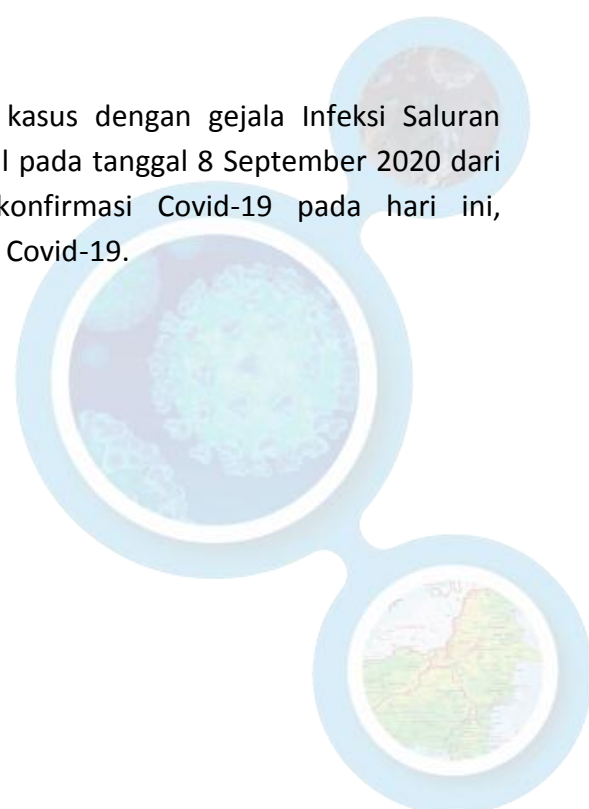 kasus dengan gejala Infeksi Saluran
pada tanggal 8 September 2020 dari
konfirmasi Covid-19 pada hari ini,
Covid-19.